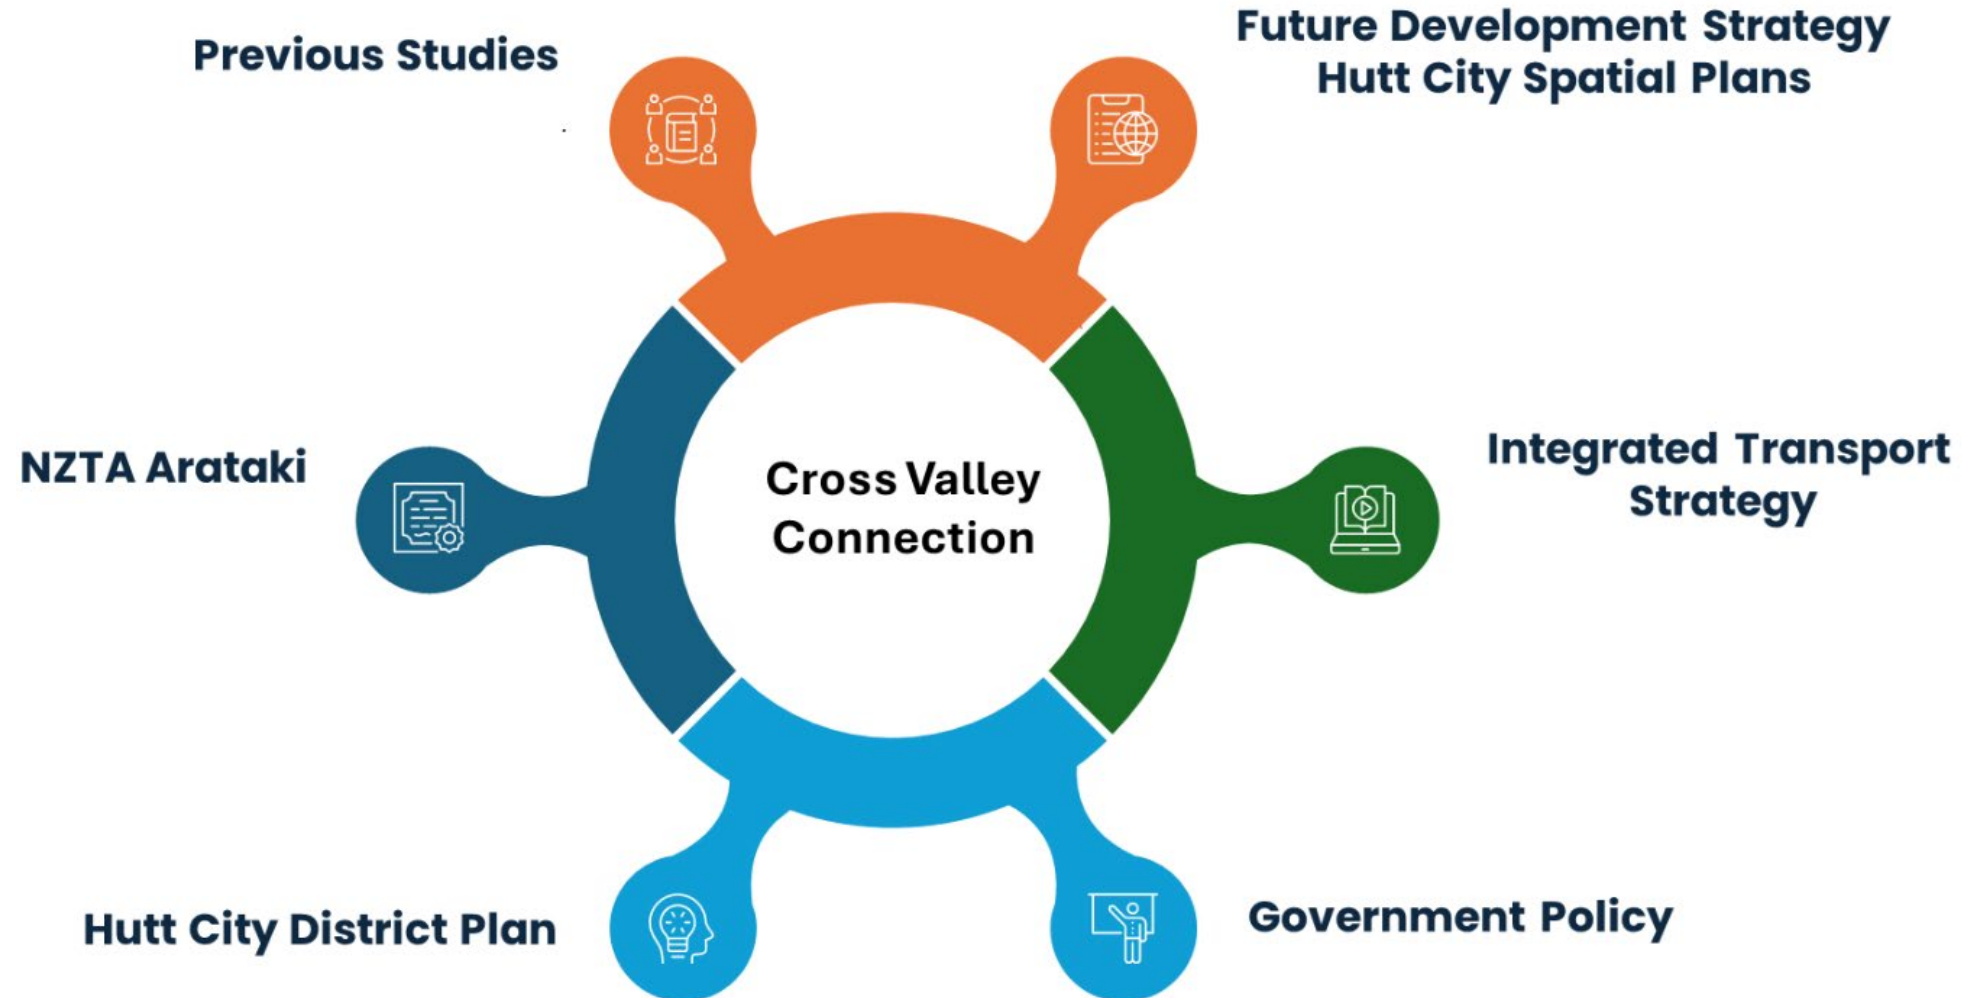 Previous Studies
Future Development Strategy
Hutt City Spatial Plans
NZTA Arataki
Cross Valley
Connection
Integrated Transport
Strategy
Hutt City District Plan
Government Policy